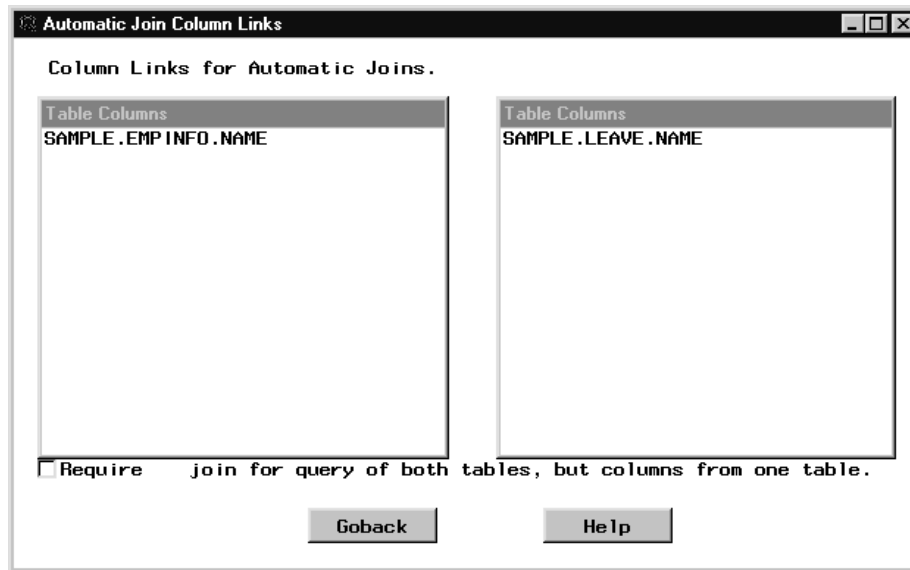 Automatic Join Column Links
Column Links for Automatic Joins.
Table Columns
SAMPLE.EMPINFO.NAME
Table Columns
SAMPLE.LEAVE.NAME
Require join for query of both tables, but columns from one table.
Goback
Help